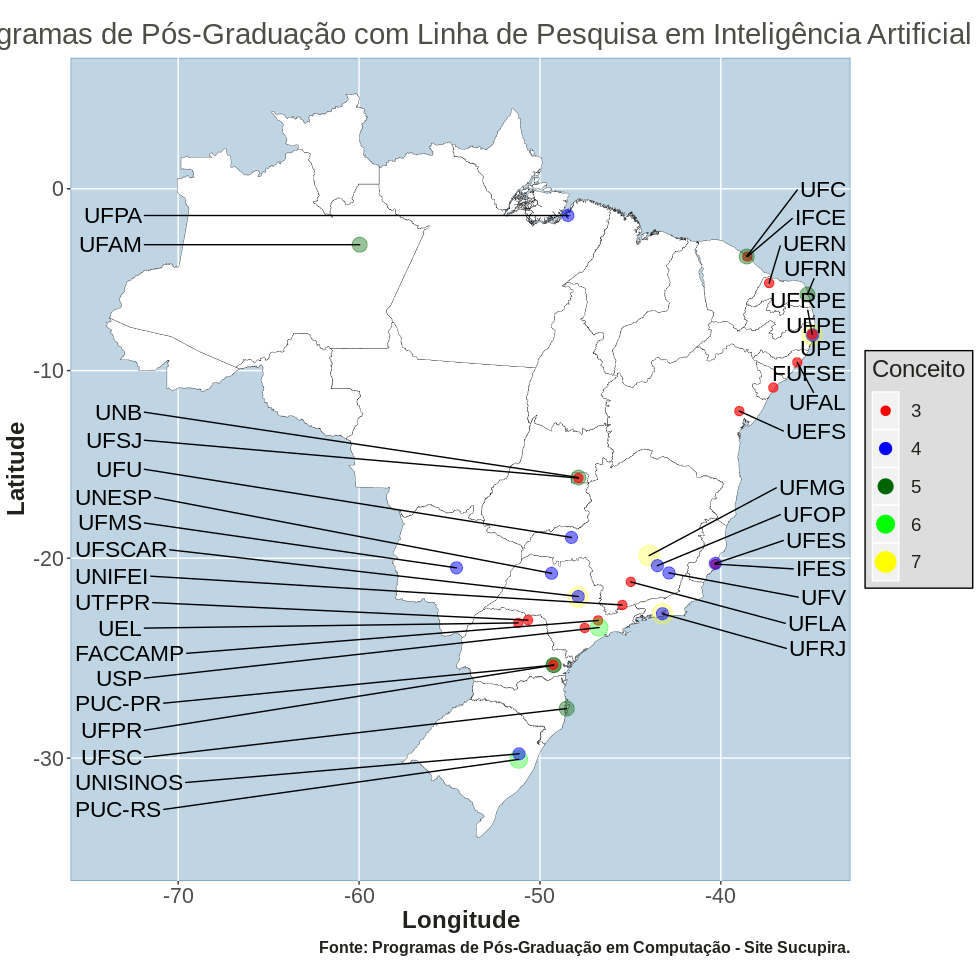 gramas de Pós-Graduação com Linha de Pesquisa em Inteligência Artificial
UFPA
UFAM
UFC
IFCE
UERN
UFRN
UFRPE
UFPE
UPE
FUFSE
UFAL
UEFS
UNB
UFSJ
UFU
UNESP
UFMS
UFSCAR
UNIFEI
UTFPR
UEL
FACCAMP
USP
PUC-PR
UFPR
UFSC
UNISINOS
PUC-RS
UFMG
UFOP
UFES
IFES
UFV
UFLA
UFRJ
0
-10
-20
-30
Latitude
-70
-60
-50
-40
Longitude
Conceito
3
4
5
6
7
Fonte: Programas de Pós-Graduação em Computação - Site Sucupira.